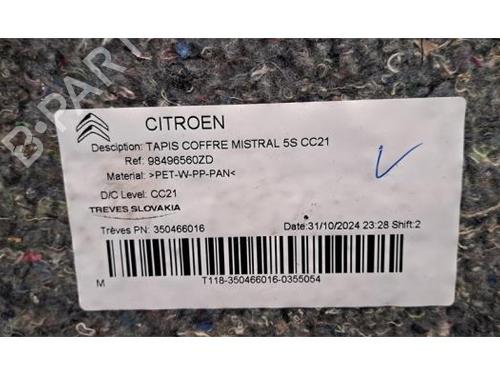 CITROEN
Desciption: TAPIS COFFRE MISTRAL 5S CC21
Ref: 98496560ZD
Material: >PET-W-PP-PAN<
D/C Level: CC21
TREVES SLOVAKIA
Trèves PN: 350466016
Date:31/10/2024 23:28 Shift:2
M
T118-350466016-0355054
B-PARTS